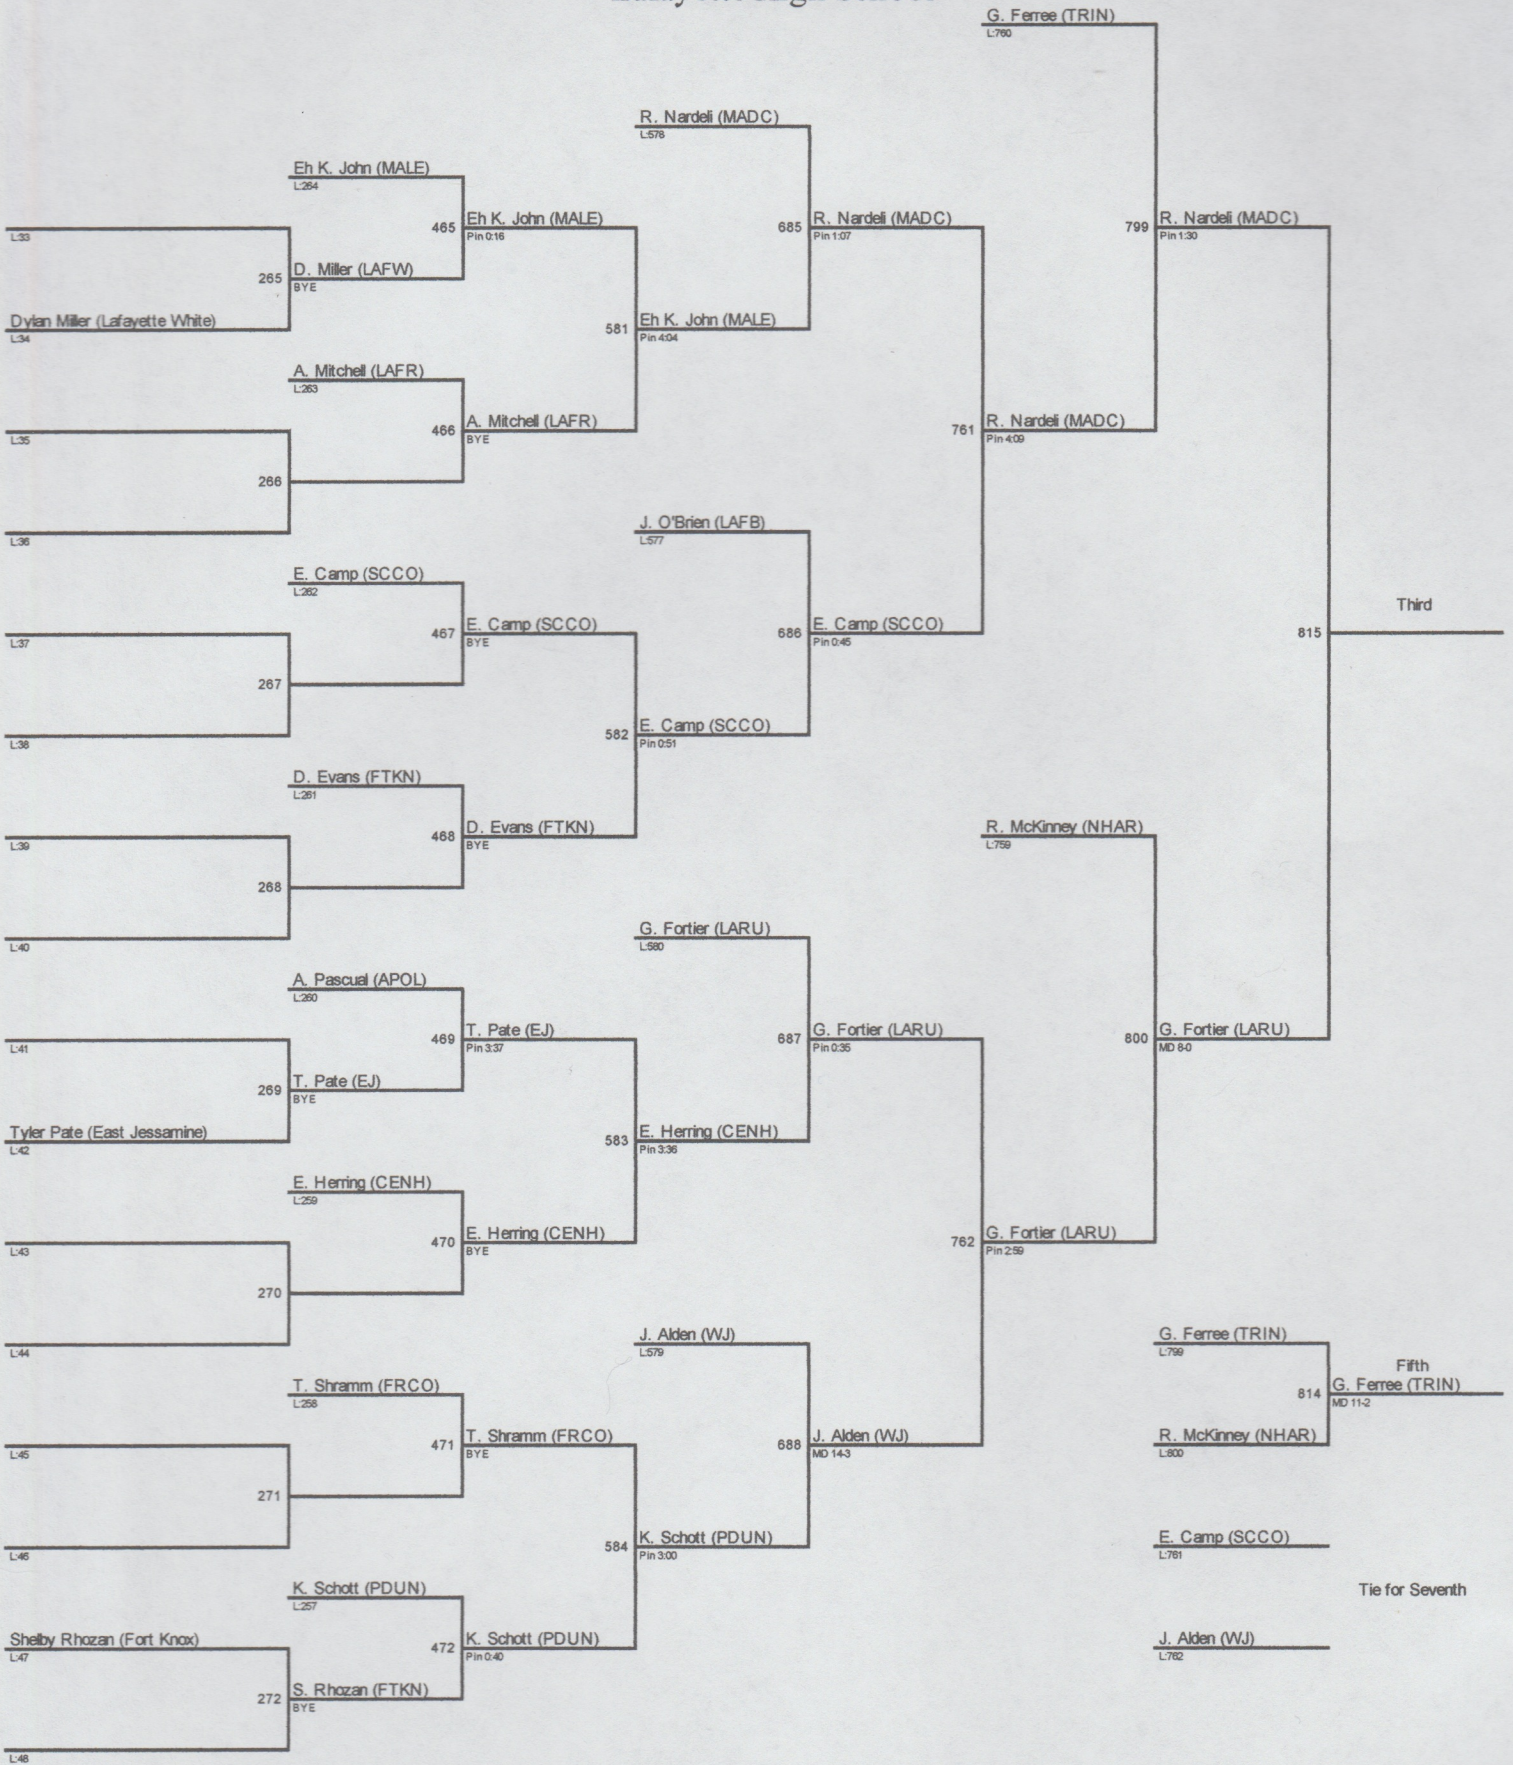 G. Ferree (TRIN)
L:760
R. Nardeli (MADC)
L:578
Eh K. John (MALE)
L:264
465
Eh K. John (MALE)
Pin 0:16
685
R. Nardeli (MADC)
Pin 1:07
799
R. Nardeli (MADC)
Pin 1:30
L:33
265
D. Miller (LAFW)
BYE
Dylan Miller (Lafayette White)
L:34
581
Eh K. John (MALE)
Pin 4:04
A. Mitchell (LAFR)
L:263
L:35
466
A. Mitchell (LAFR)
BYE
761
R. Nardeli (MADC)
Pin 4:09
266
L:36
J. O'Brien (LAFB)
L:577
E. Camp (SCCO)
L:262
Third
L:37
467
E. Camp (SCCO)
BYE
686
E. Camp (SCCO)
Pin 0:45
815
267
L:38
582
E. Camp (SCCO)
Pin 0:51
D. Evans (FTKN)
L:261
L:39
468
D. Evans (FTKN)
BYE
R. McKinney (NHAR)
L:759
268
L:40
G. Fortier (LARU)
L:580
A. Pascual (APOL)
L:260
L:41
469
T. Pate (EJ)
Pin 3:37
687
G. Fortier (LARU)
Pin 0:35
800
G. Fortier (LARU)
MD 8-0
269
T. Pate (EJ)
BYE
Tyler Pate (East Jessamine)
L:42
583
E. Herring (CENH)
Pin 3:36
E. Herring (CENH)
L:259
L:43
470
E. Herring (CENH)
BYE
762
G. Fortier (LARU)
Pin 2:59
270
L:44
J. Alden (WJ)
L:579
G. Ferree (TRIN)
L:799
Fifth
T. Shramm (FRCO)
L:258
814
G. Ferree (TRIN)
MD 11-2
L:45
471
T. Shramm (FRCO)
BYE
688
J. Alden (WJ)
MD 14-3
R. McKinney (NHAR)
L:800
271
L:46
584
K. Schott (PDUN)
Pin 3:00
E. Camp (SCCO)
L:761
K. Schott (PDUN)
L:257
Tie for Seventh
Shelby Rhozan (Fort Knox)
L:47
472
K. Schott (PDUN)
Pin 0:40
J. Alden (WJ)
L:762
272
S. Rhozan (FTKN)
BYE
L:48